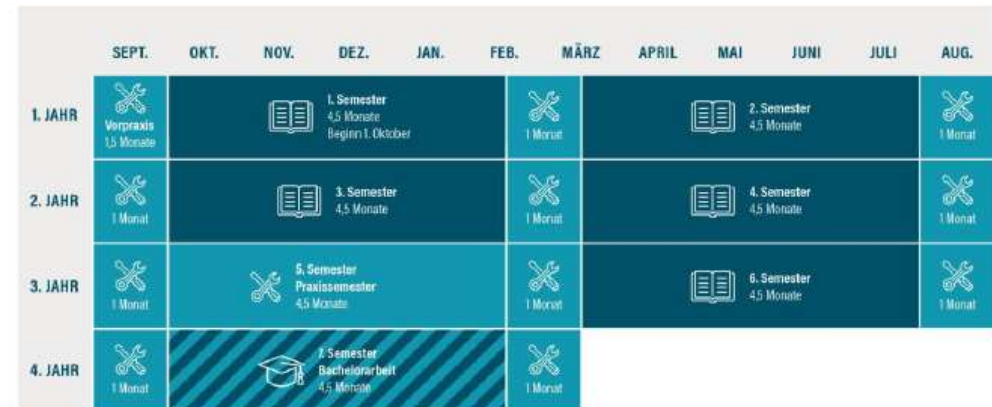 SEPT. OKT. NOV. DEZ. JAN. FEB. MÄRZ APRIL MAI JUNI JULI AUG.
1. JAHR
Vorpraxis
1,5 Monate
1. Semester
4,5 Monate
Beginn 1. Oktober
1 Monat
2. Semester
4,5 Monate
1 Monat
2. JAHR
1 Monat
3. Semester
4,5 Monate
1 Monat
4. Semester
4,5 Monate
1 Monat
3. JAHR
1 Monat
5. Semester
Praxissemester
4,5 Monate
1 Monat
6. Semester
4,5 Monate
1 Monat
4. JAHR
1 Monat
7. Semester
Bachelorarbeit
4,5 Monate
1 Monat